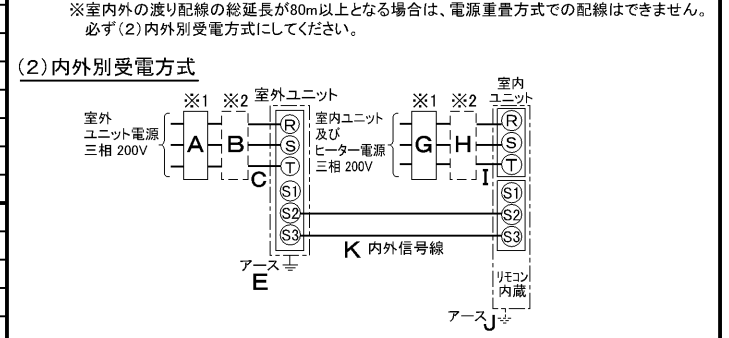 ※室内外の渡り配線の総延長が80m以上となる場合は、電源重畳方式での配線はできません。
必ず(2)内外別受電方式にしてください。
(2)内外別受電方式
※1 ※2 室外ユニット
室外
ユニット電源
三相 200V
A B C
R
S
T
S1
S2
S3
アース
E
※1 ※2
室内
ユニット
室内ユニット
及び
ヒーター電源
三相 200V
G H I
R
S
T
S1
S2
S3
K 内外信号線
リモコン
内蔵
アース J